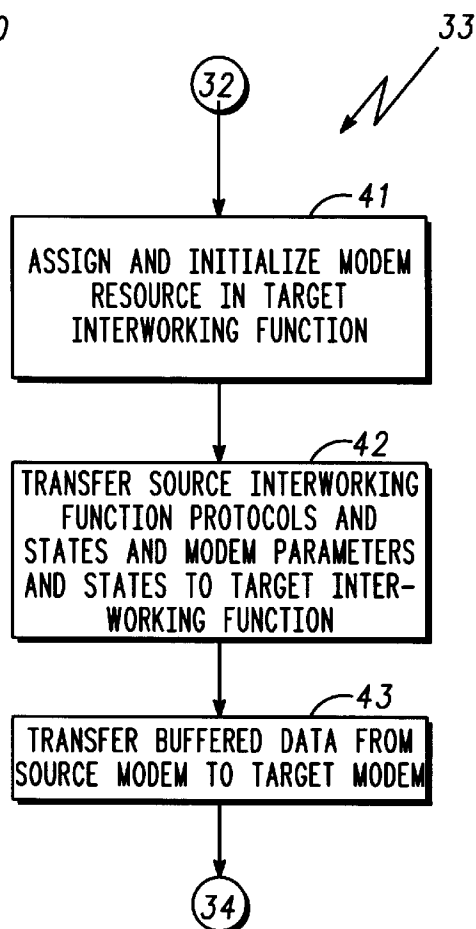 33
32
41
ASSIGN AND INITIALIZE MODEM
RESOURCE IN TARGET
INTERWORKING FUNCTION
42
TRANSFER SOURCE INTERWORKING
FUNCTION PROTOCOLS AND
STATES AND MODEM PARAMETERS
AND STATES TO TARGET INTER-
WORKING FUNCTION
43
TRANSFER BUFFERED DATA FROM
SOURCE MODEM TO TARGET MODEM
34